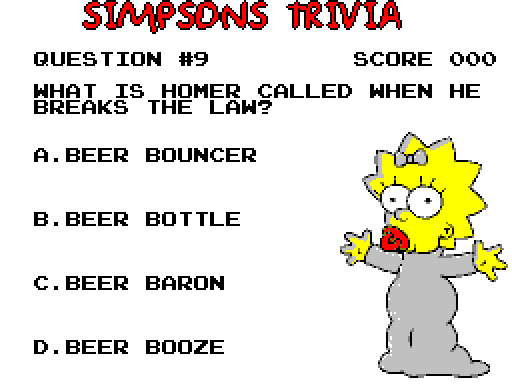 SIMPSONS TRIVIA
QUESTION #9 SCORE 000
WHAT IS HOMER CALLED WHEN HE
BREAKS THE LAW?
A.BEER BOUNCER
B.BEER BOTTLE
C.BEER BARON
D.BEER BOOZE